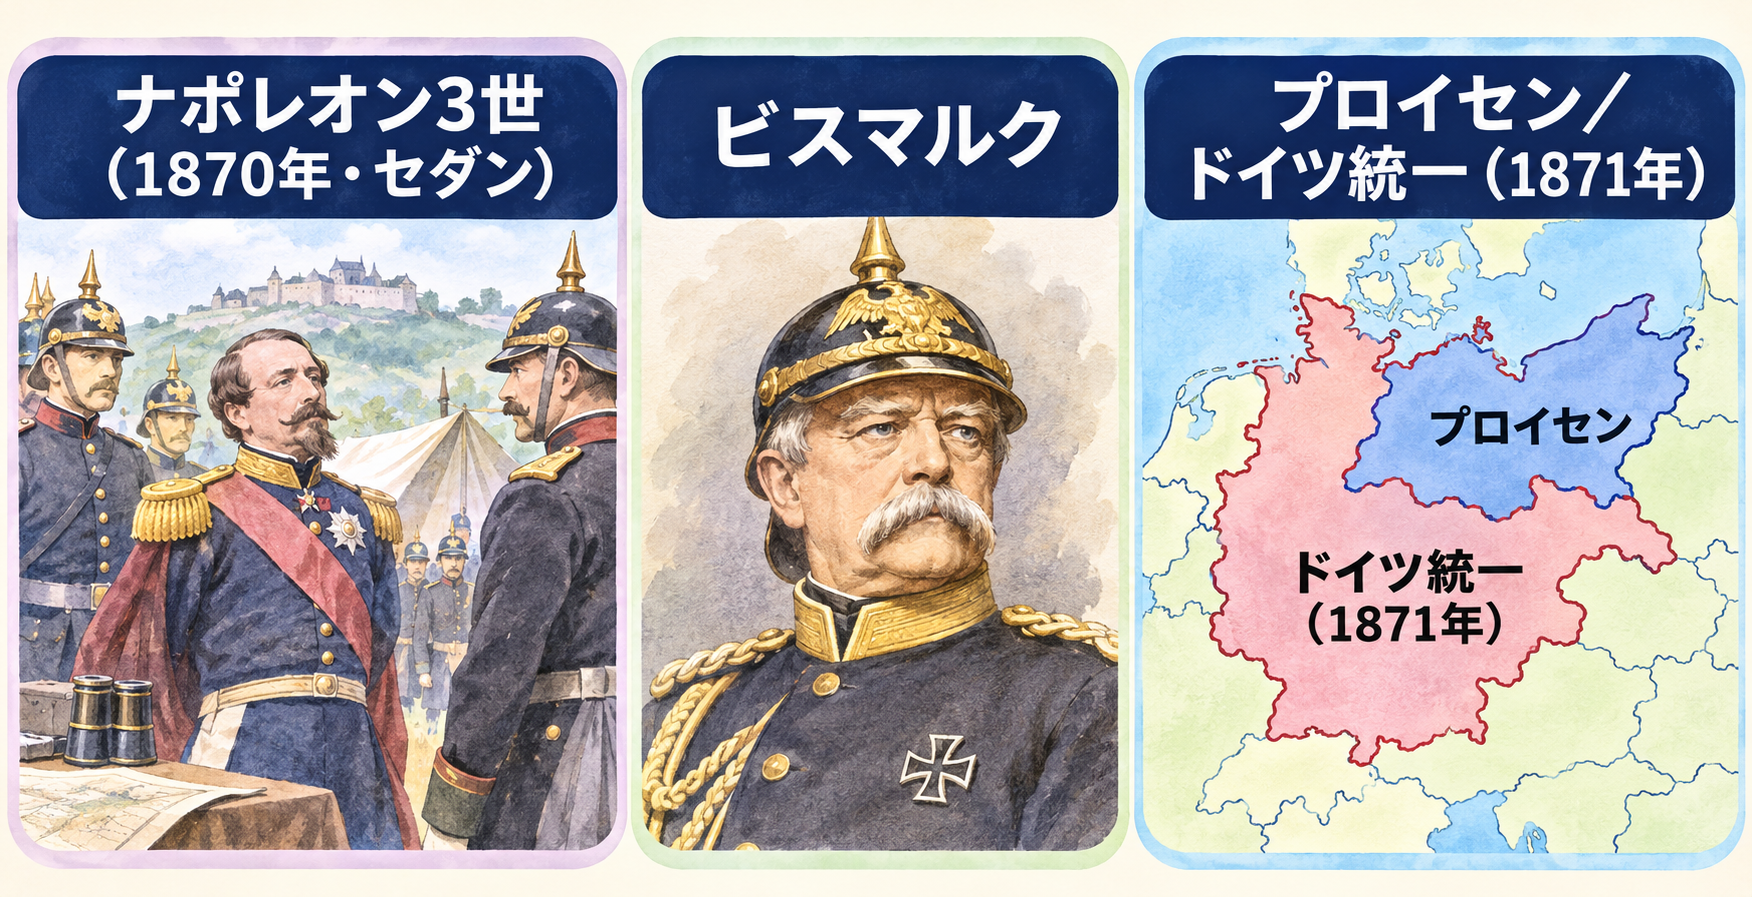 ナポレオン3世
（1870年・セダン）
ビスマルク
プロイセン／
ドイツ統一（1871年）
プロイセン
ドイツ統一
（1871年）